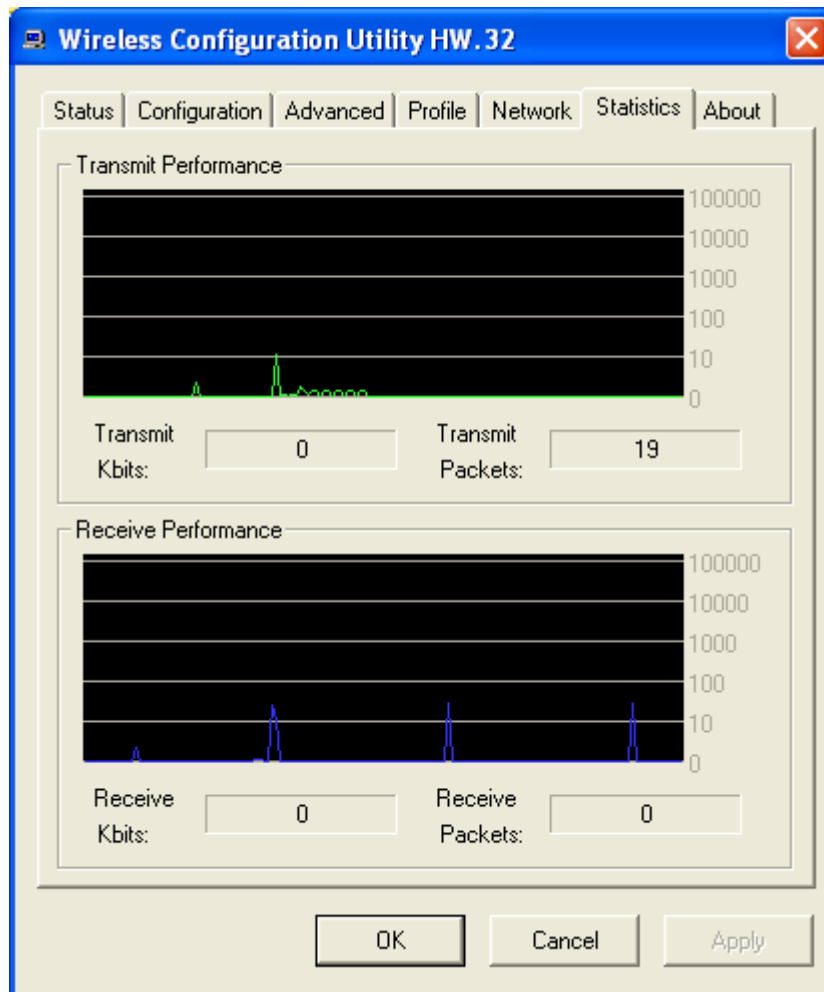 Wireless Configuration Utility HW.32
Status Configuration Advanced Profile Network Statistics About
Transmit Performance
100000
10000
1000
100
10
0
Transmit Kbits:
0
Transmit Packets:
19
Receive Performance
100000
10000
1000
100
10
0
Receive Kbits:
0
Receive Packets:
0
OK Cancel Apply